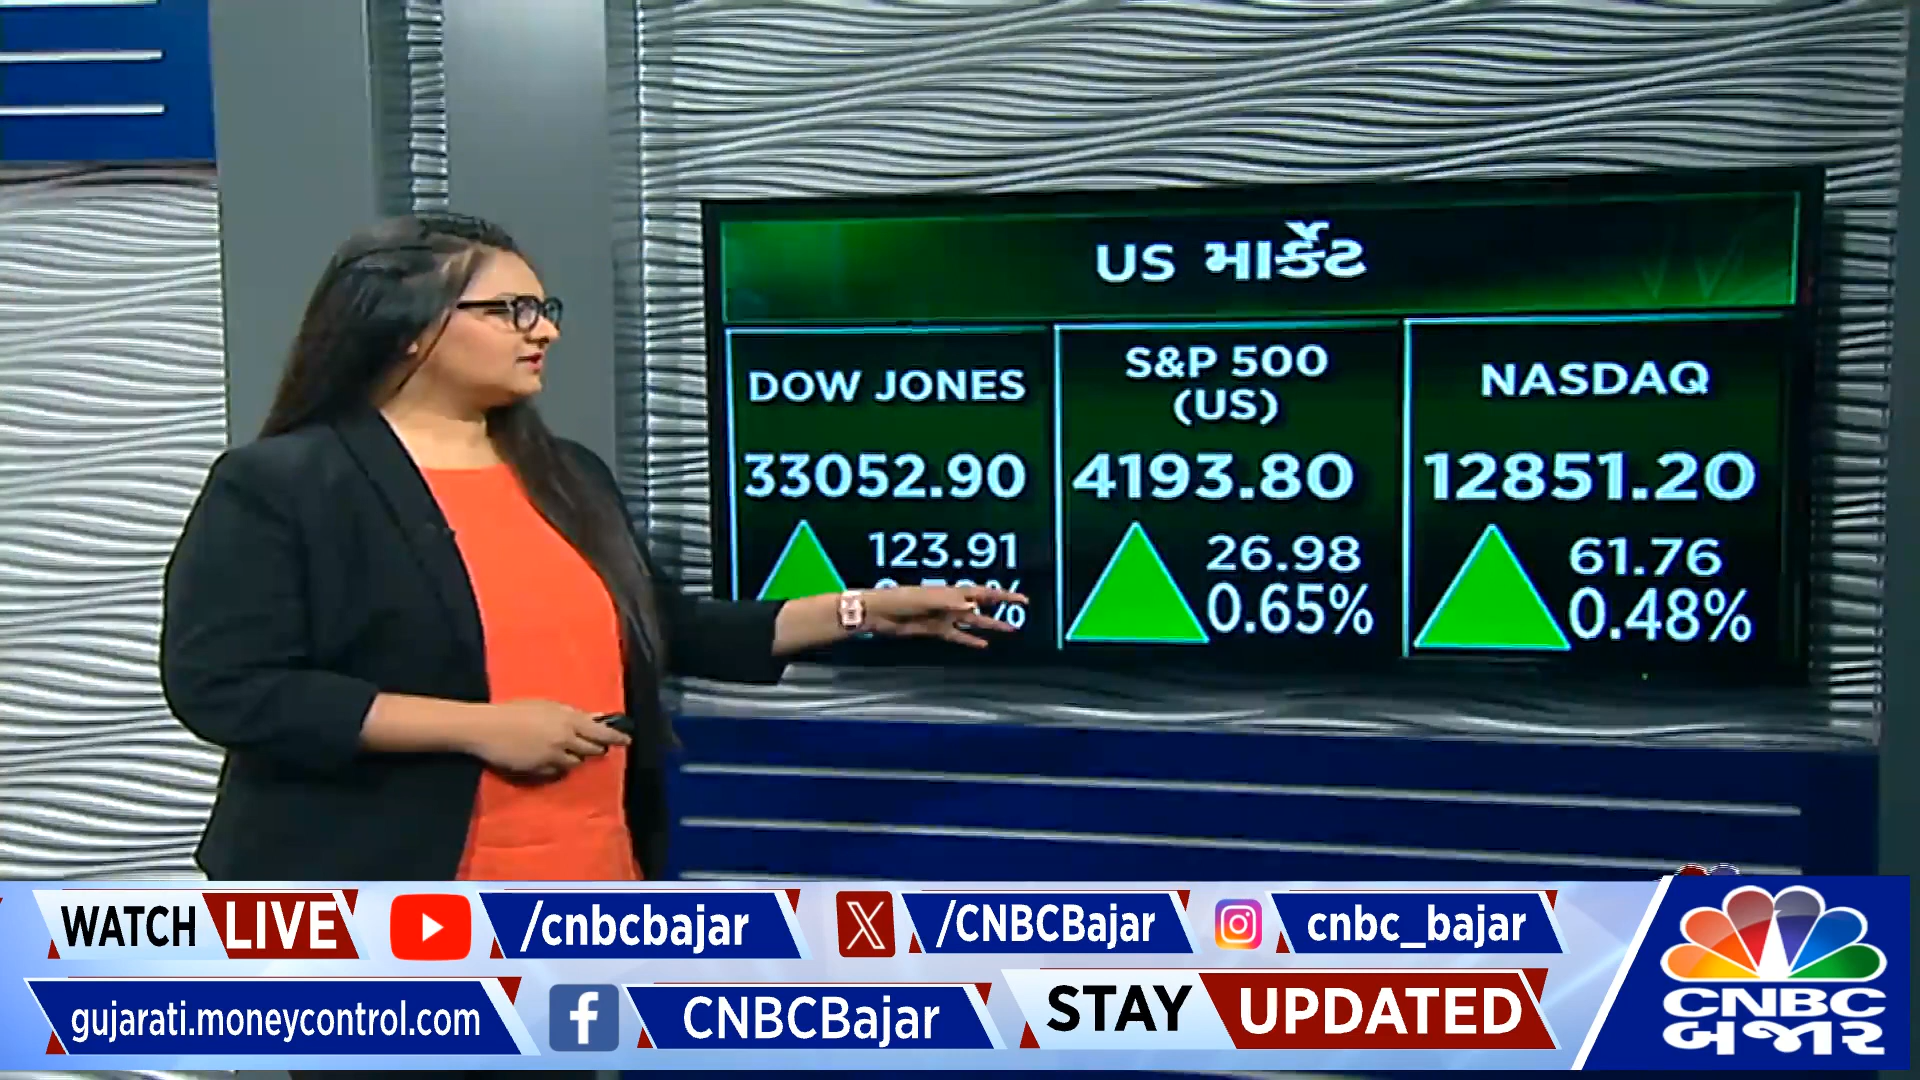 US માર્કેટ
DOW JONES
33052.90
123.91
S&P 500
(US)
4193.80
26.98
0.65%
NASDAQ
12851.20
61.76
0.48%
WATCH LIVE
/cnbcbajar
/CNBCBajar
cnbc_bajar
gujarati.moneycontrol.com
CNBCBajar
STAY UPDATED
CNBC
બજાર